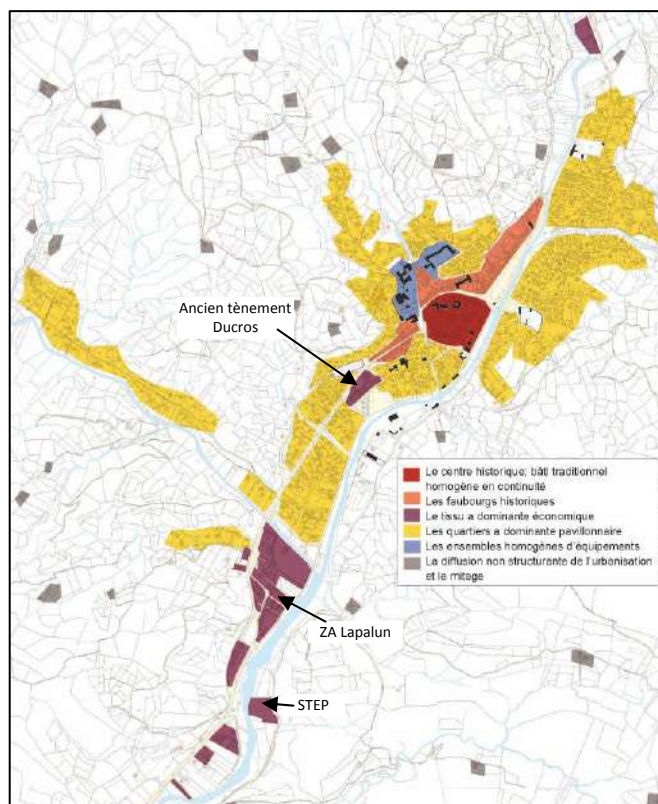 Ancien tènement
Ducros
Le centre historique: bâti traditionnel
homogène en continuité
Les faubourgs historiques
Le tissu a dominante économique
Les quartiers a dominante pavillonnaire
Les ensembles homogènes d'équipements
La diffusion non structurante de l'urbanisation
et le mitage
ZA Lapalun
STEP